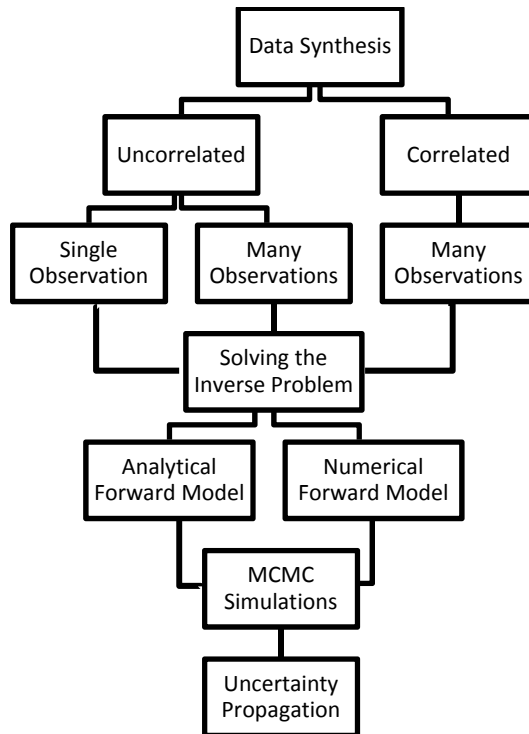 Data Synthesis
Uncorrelated
Correlated
Single
Observation
Many
Observations
Many
Observations
Solving the
Inverse Problem
Analytical
Forward Model
Numerical
Forward Model
MCMC
Simulations
Uncertainty
Propagation